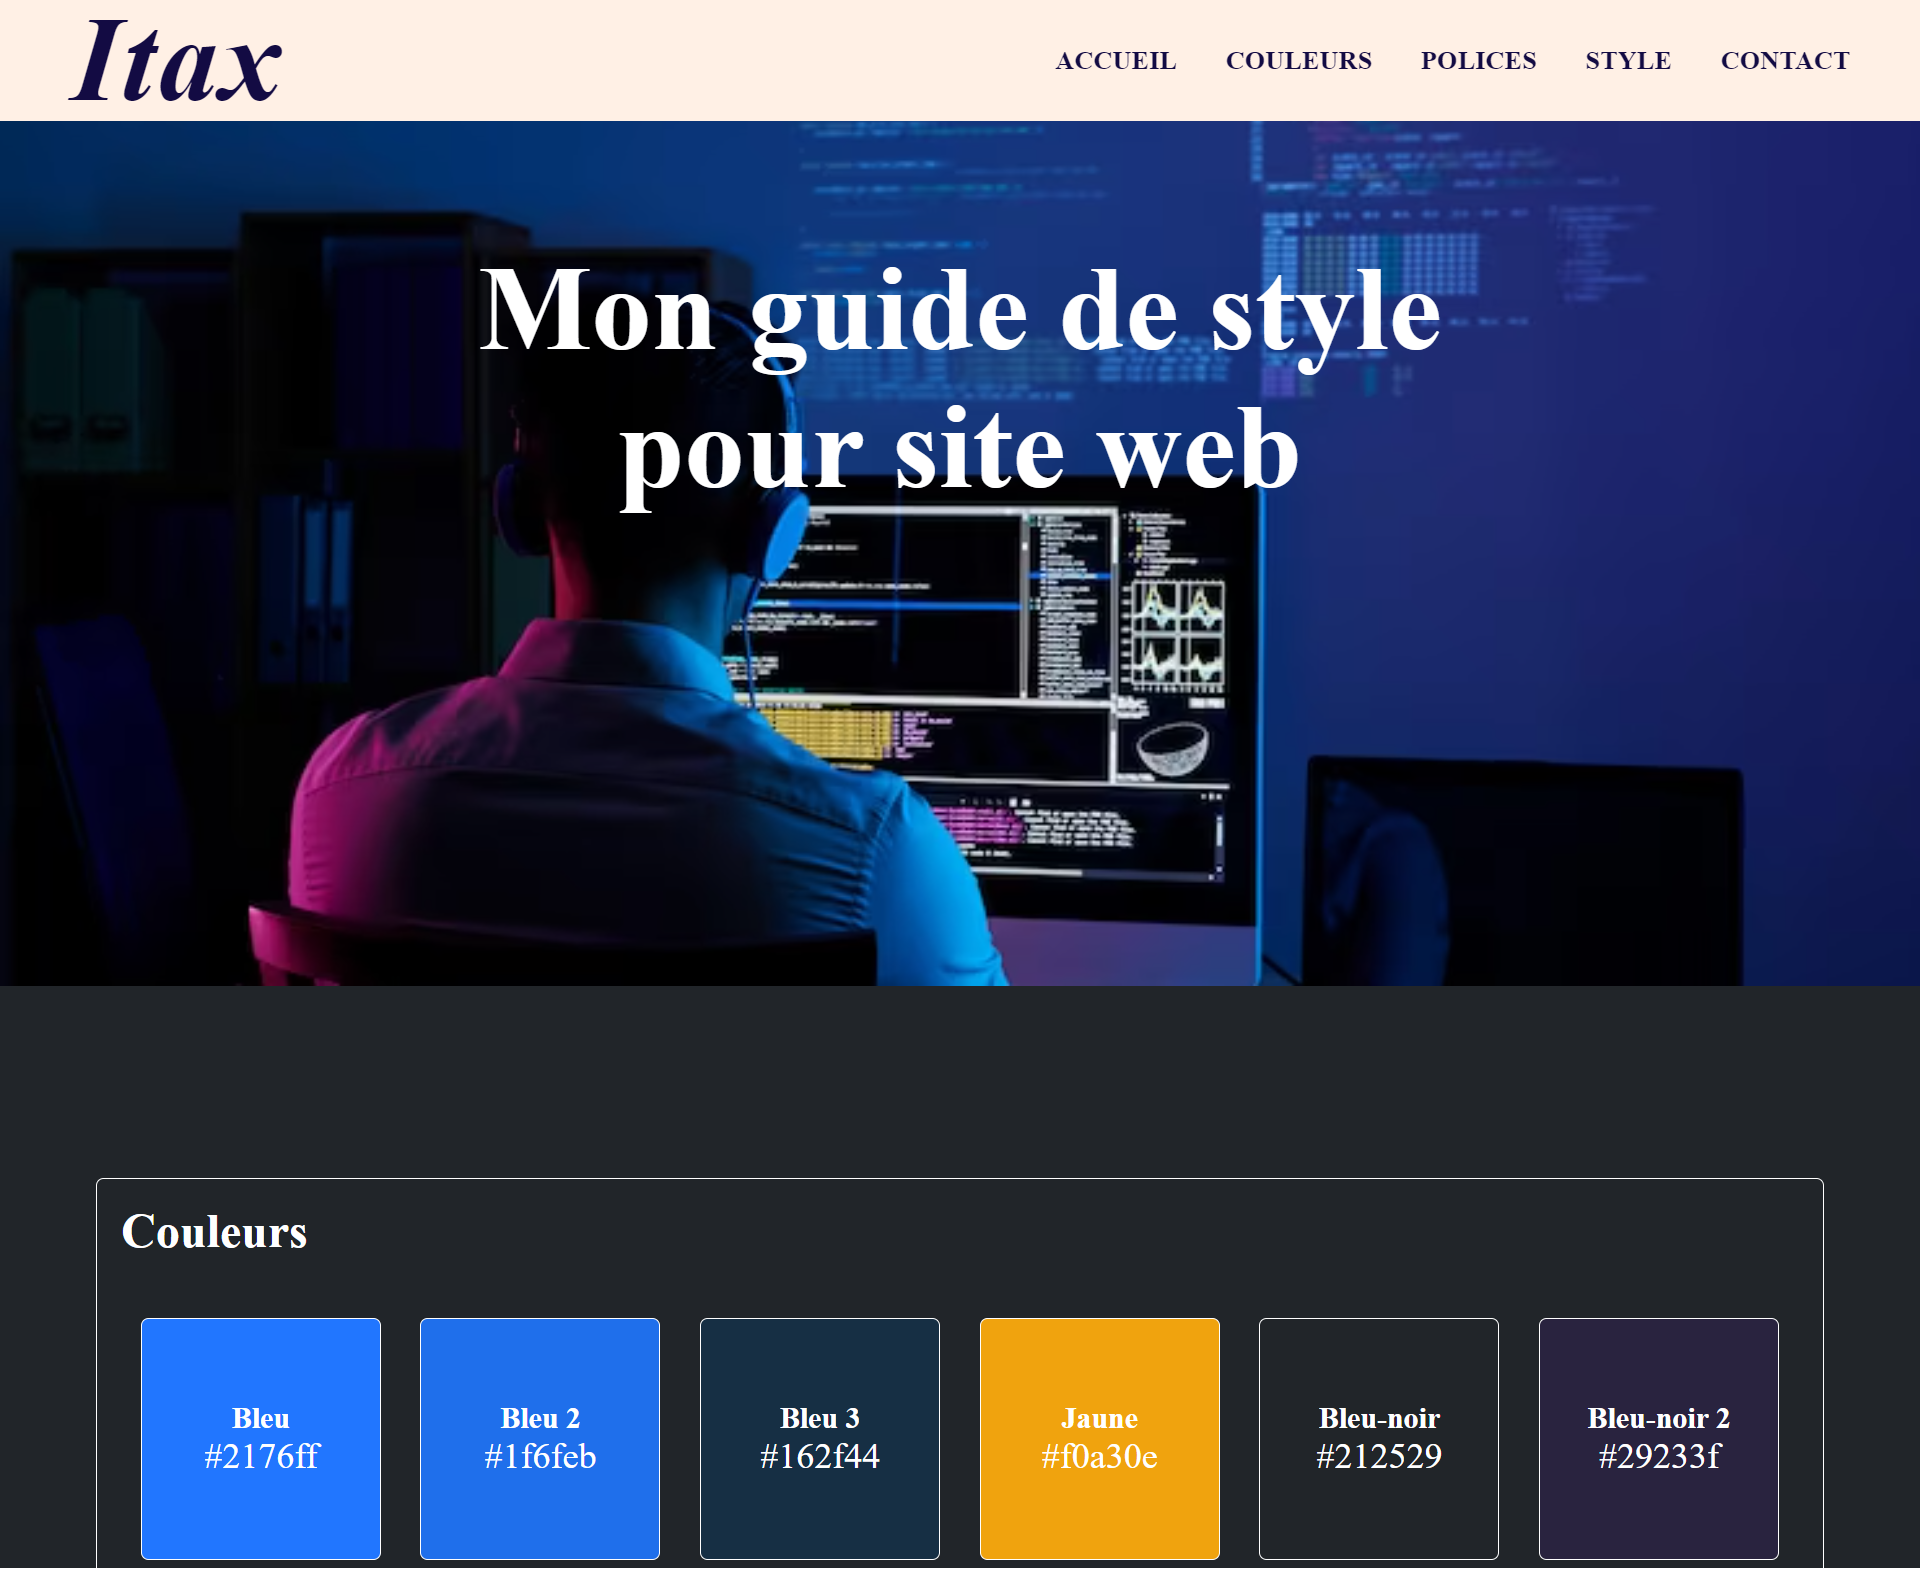 Itax
ACCUEIL COULEURS POLICES STYLE CONTACT
Mon guide de style
pour site web
Couleurs
Bleu
#2176ff
Bleu 2
#1f6feb
Bleu 3
#162f44
Jaune
#f0a30e
Bleu-noir
#212529
Bleu-noir 2
#29233f